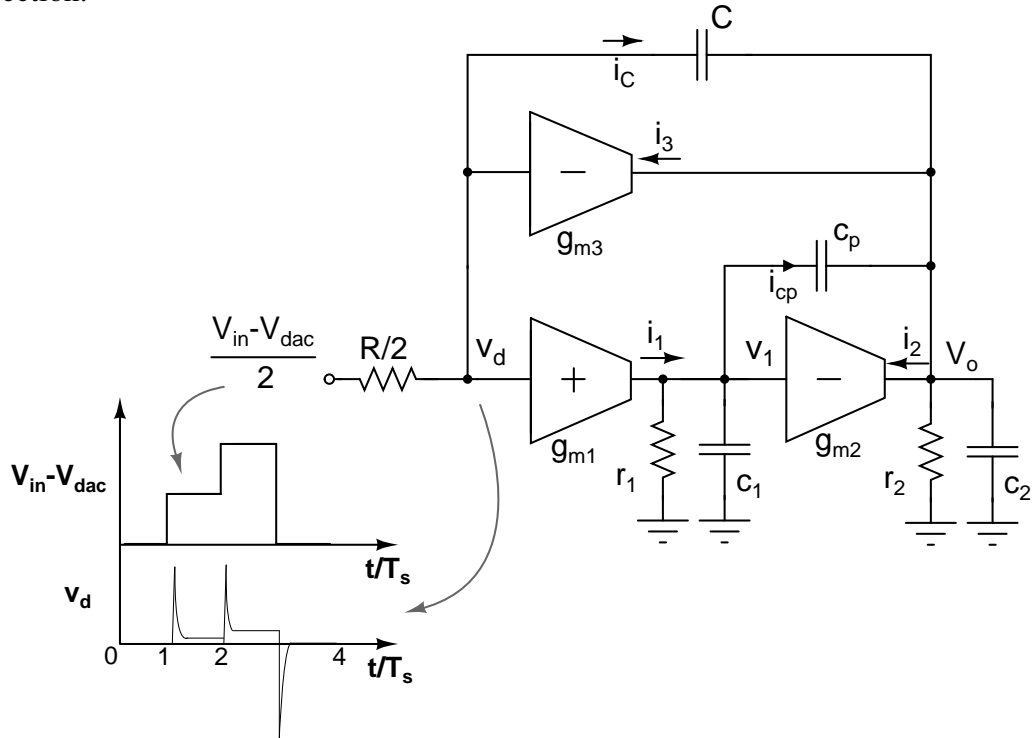 ection.
C
i_C
i_3
−
g_m3
c_p
i_cp
V_in-V_dac
2
R/2
v_d
+
g_m1
i_1
v_1
−
g_m2
i_2
V_o
r_1
c_1
r_2
c_2
V_in-V_dac
t/T_s
v_d
0 1 2 4
t/T_s